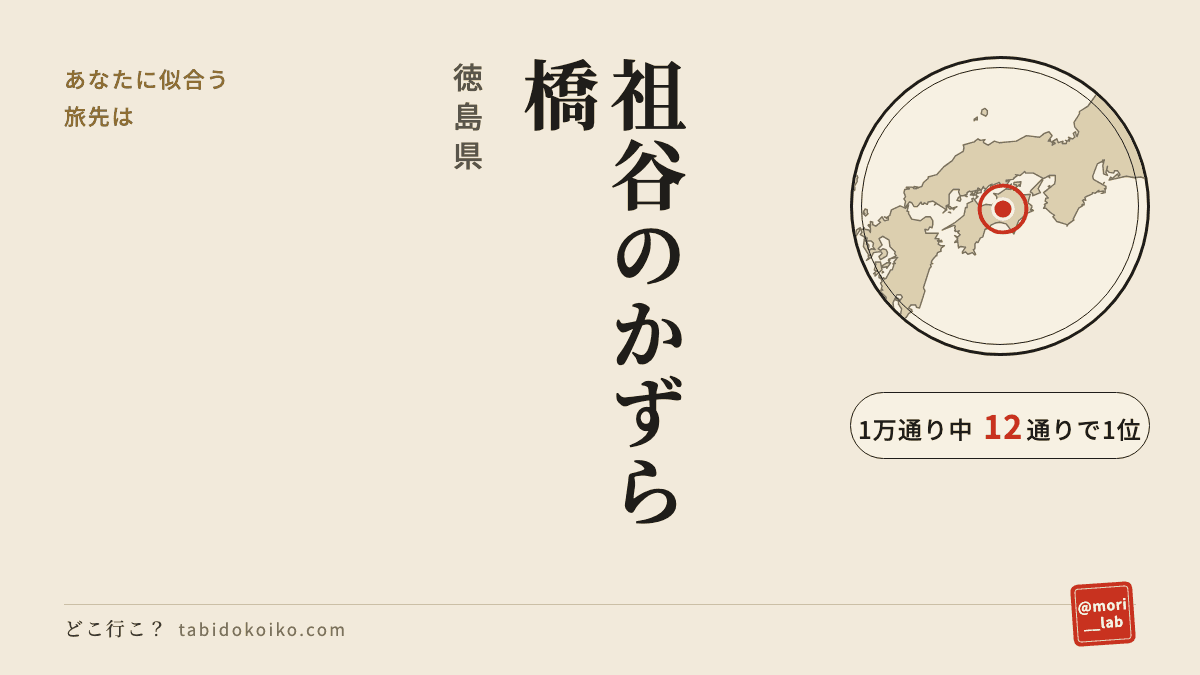 あなたに似合う
旅先は
祖谷のかずら
橋
徳島県
1万通り中 12通りで1位
どこ行こ？ tabidokoiko.com
@mori
__lab